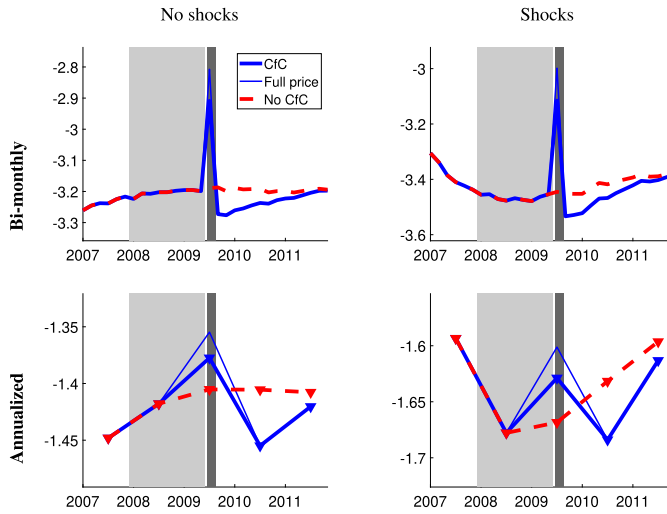 No shocks
Shocks
Bi-monthly
-2.8
-2.9
-3
-3.1
-3.2
-3.3
2007 2008 2009 2010 2011
CfC
Full price
No CfC
-3
-3.2
-3.4
-3.6
2007 2008 2009 2010 2011
Annualized
-1.35
-1.4
-1.45
2007 2008 2009 2010 2011
-1.6
-1.65
-1.7
2007 2008 2009 2010 2011